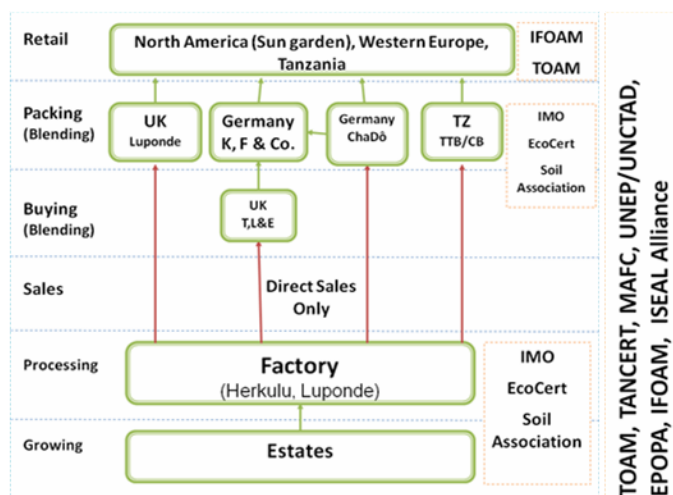 Retail
North America (Sun garden), Western Europe,
Tanzania
IFOAM
TOAM
Packing
(Blending)
UK
Luponde
Germany
K, F & Co.
Germany
ChaDô
TZ
TTB/CB
IMO
EcoCert
Soil
Association
Buying
(Blending)
UK
T,L&E
Sales
Direct Sales
Only
Processing
Factory
(Herkulu, Luponde)
IMO
EcoCert
Soil
Association
Growing
Estates
TOAM, TANCERT, MAFC, UNEP/UNCTAD,
EPOPA, IFOAM, ISEAL Alliance